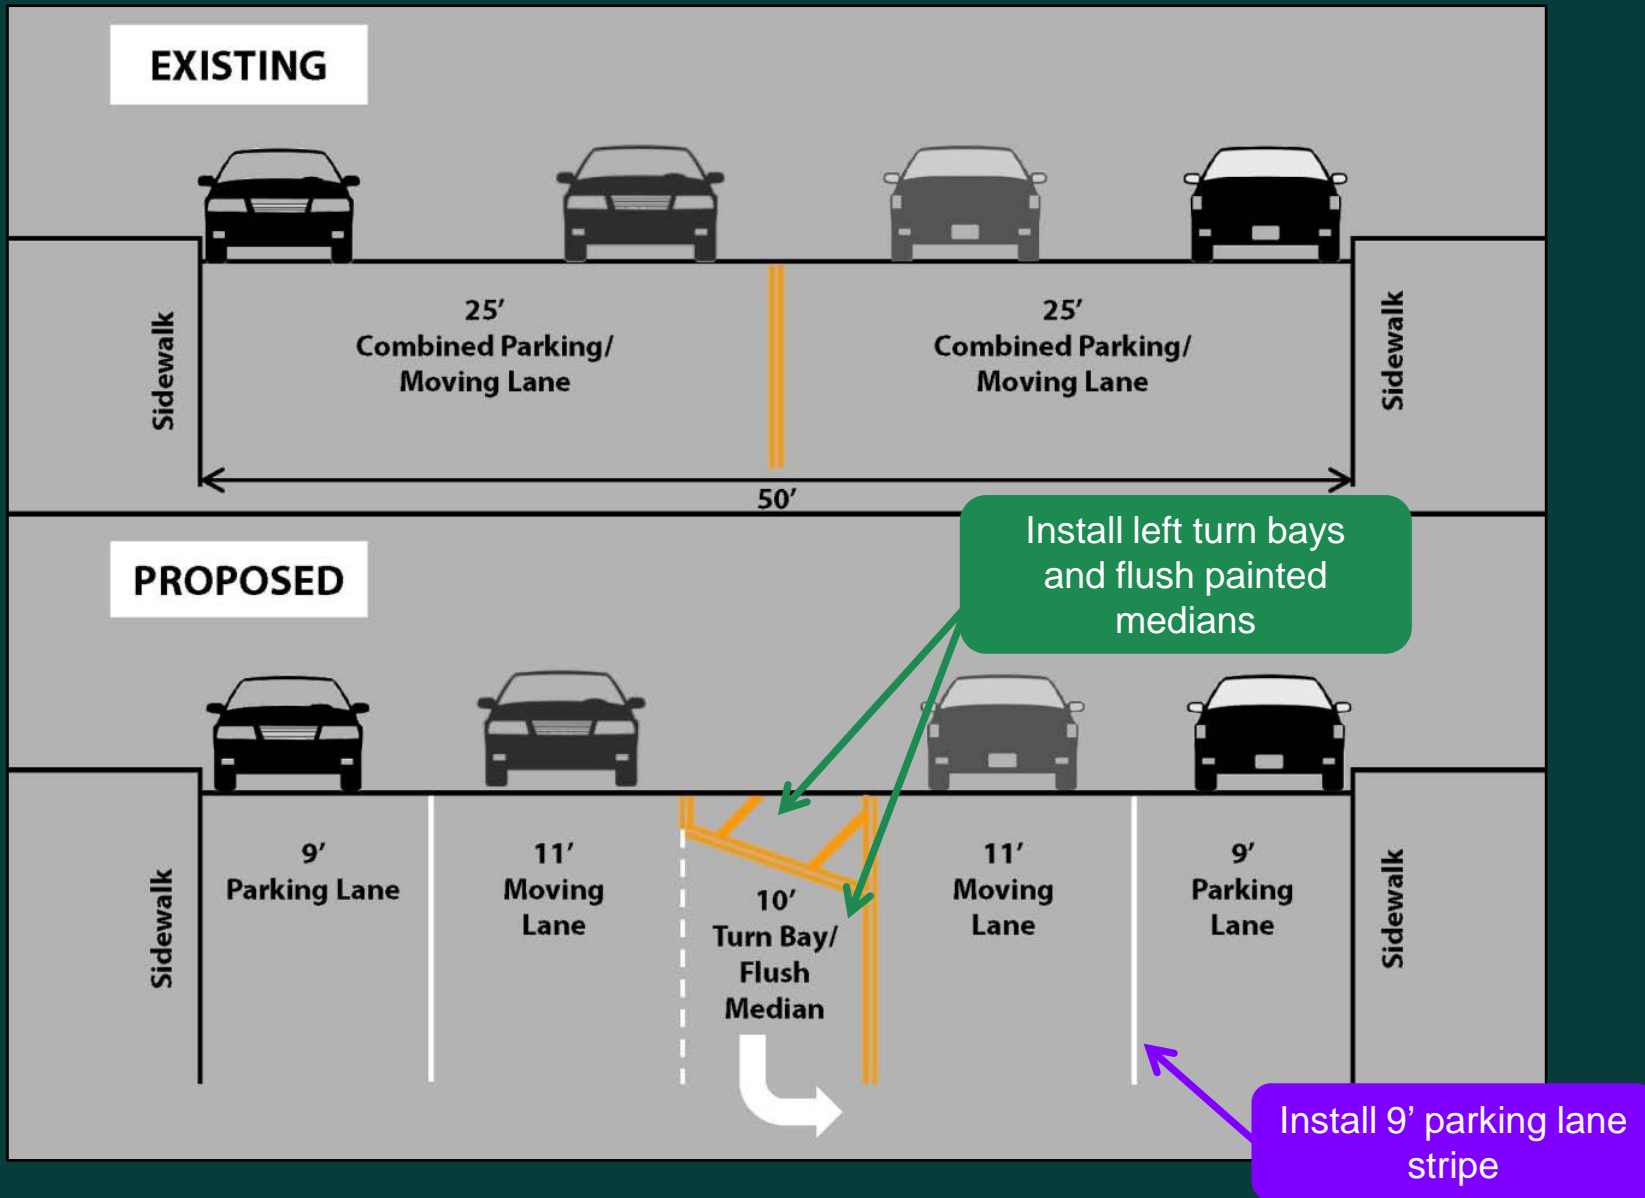 EXISTING
Sidewalk
25′
Combined Parking/
Moving Lane
25′
Combined Parking/
Moving Lane
Sidewalk
50′
Install left turn bays
and flush painted
medians
PROPOSED
Sidewalk
9′
Parking Lane
11′
Moving
Lane
10′
Turn Bay/
Flush
Median
11′
Moving
Lane
9′
Parking
Lane
Sidewalk
Install 9’ parking lane
stripe